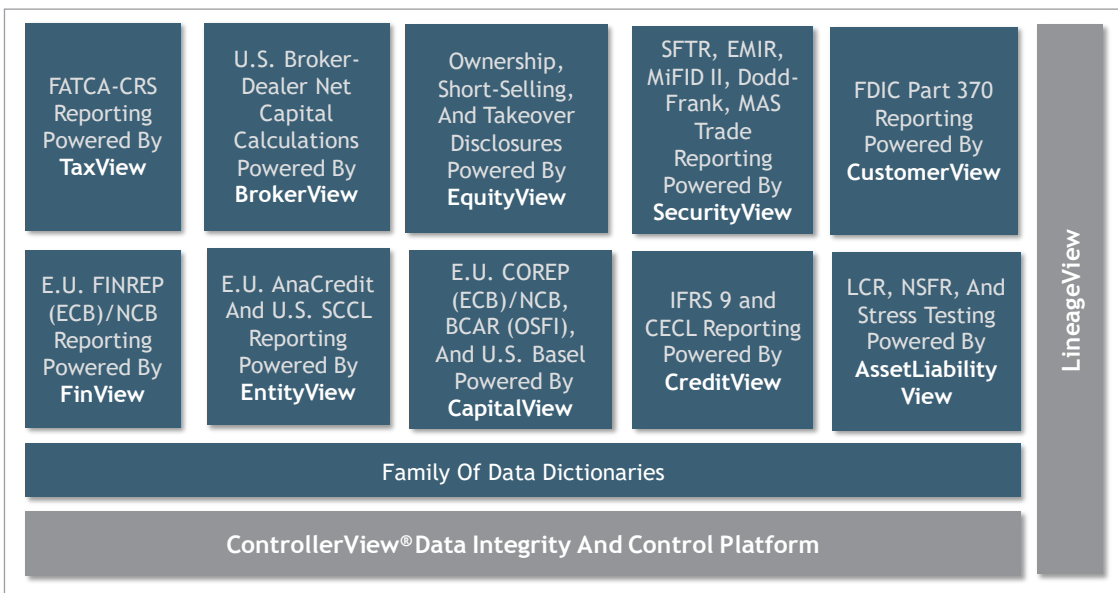 FATCA-CRS
Reporting
Powered By
TaxView
U.S. Broker-
Dealer Net
Capital
Calculations
Powered By
BrokerView
Ownership,
Short-Selling,
And Takeover
Disclosures
Powered By
EquityView
SFTR, EMIR,
MiFID II, Dodd-
Frank, MAS
Trade
Reporting
Powered By
SecurityView
FDIC Part 370
Reporting
Powered By
CustomerView
E.U. FINREP
(ECB)/NCB
Reporting
Powered By
FinView
E.U. AnaCredit
And U.S. SCCL
Reporting
Powered By
EntityView
E.U. COREP
(ECB)/NCB,
BCAR (OSFI),
And U.S. Basel
Powered By
CapitalView
IFRS 9 and
CECL Reporting
Powered By
CreditView
LCR, NSFR, And
Stress Testing
Powered By
AssetLiability
View
LineageView
Family Of Data Dictionaries
ControllerView® Data Integrity And Control Platform